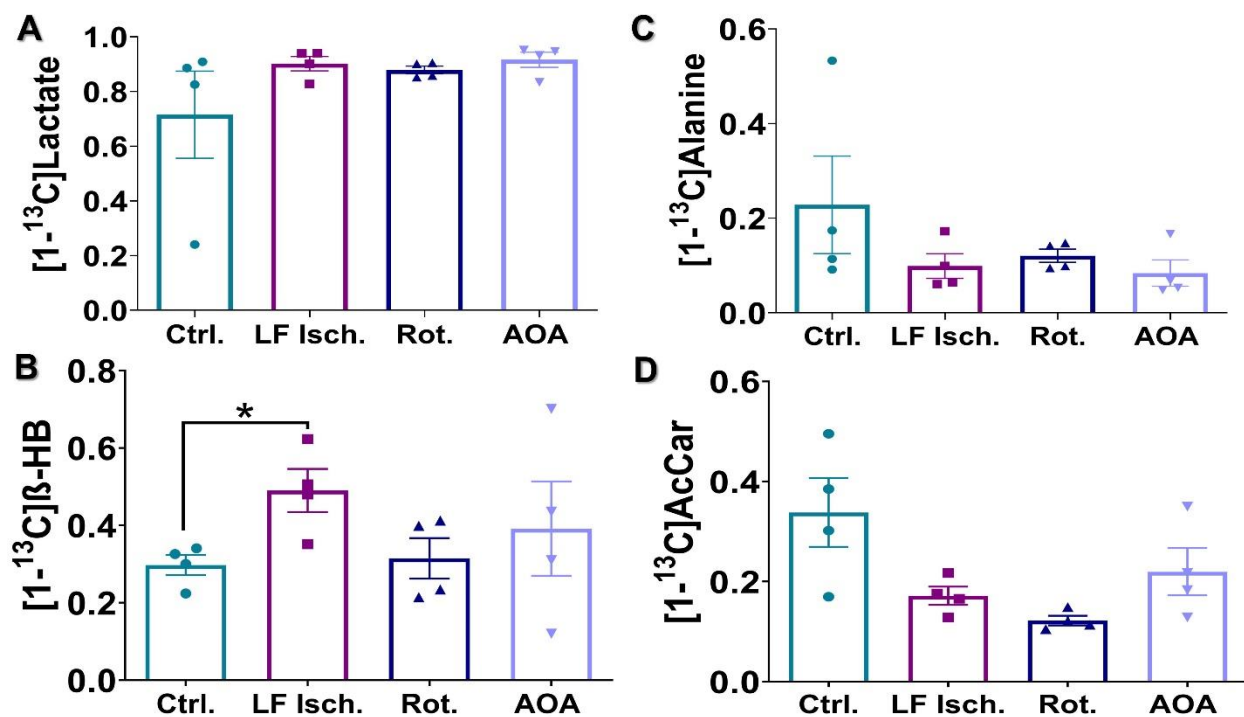 A
[1-¹³C]Lactate
1.0
0.8
0.6
0.4
0.2
0.0
Ctrl. LF Isch. Rot. AOA
B
[1-¹³C]ß-HB
0.8
0.6
0.4
0.2
0.0
*
Ctrl. LF Isch. Rot. AOA
C
[1-¹³C]Alanine
0.6
0.4
0.2
0.0
Ctrl. LF Isch. Rot. AOA
D
[1-¹³C]AcCar
0.6
0.4
0.2
0.0
Ctrl. LF Isch. Rot. AOA